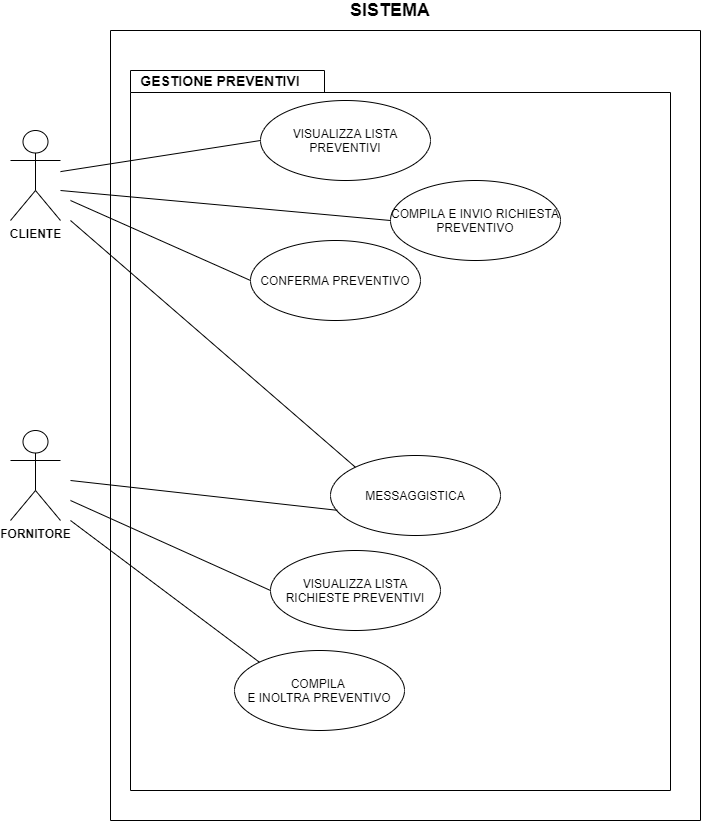 SISTEMA
GESTIONE PREVENTIVI
VISUALIZZA LISTA
PREVENTIVI
COMPILA E INVIO RICHIESTA
PREVENTIVO
CLIENTE
CONFERMA PREVENTIVO
MESSAGGISTICA
FORNITORE
VISUALIZZA LISTA
RICHIESTE PREVENTIVI
COMPILA
E INOLTRA PREVENTIVO